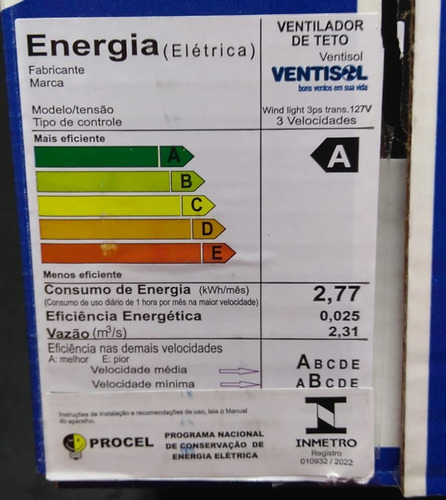 Energia (Elétrica)
VENTILADOR
DE TETO
Fabricante
Ventisol
Marca
VENTISOL
bons ventos em sua vida
Modelo/tensão
Wind light 3ps trans.127V
Tipo de controle
3 Velocidades
Mais eficiente
A
A
B
C
D
E
Menos eficiente
Consumo de Energia (kWh/mês)
2,77
(Consumo de uso diário de 1 hora por mês na maior velocidade)
Eficiência Energética
0,025
Vazão (m³/s)
2,31
Eficiência nas demais velocidades
A: melhor E: pior
Velocidade média
A B C D E
Velocidade mínima
A B C D E
Instruções de instalação e recomendações de uso, leia o Manual
do aparelho.
PROCEL
PROGRAMA NACIONAL
DE CONSERVAÇÃO DE
ENERGIA ELÉTRICA
INMETRO
Registro
010932 / 2022